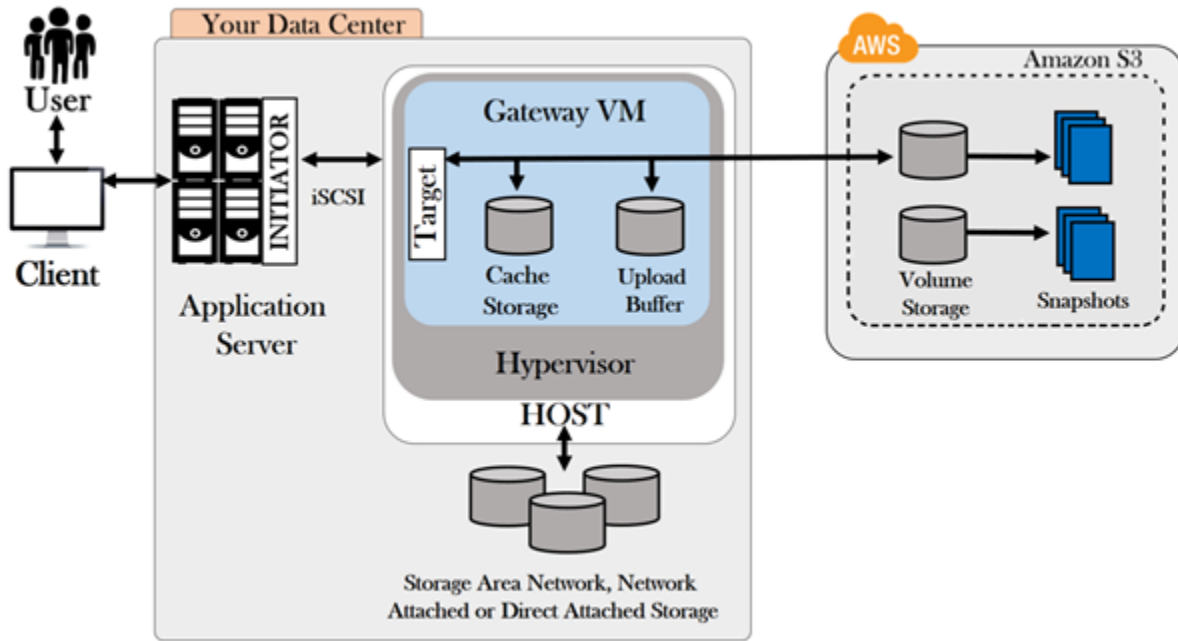 Your Data Center
User
Client
Application
Server
INITIATOR
iSCSI
Gateway VM
Target
Cache
Storage
Upload
Buffer
Hypervisor
HOST
Storage Area Network, Network
Attached or Direct Attached Storage
AWS
Amazon S3
Volume
Storage
Snapshots